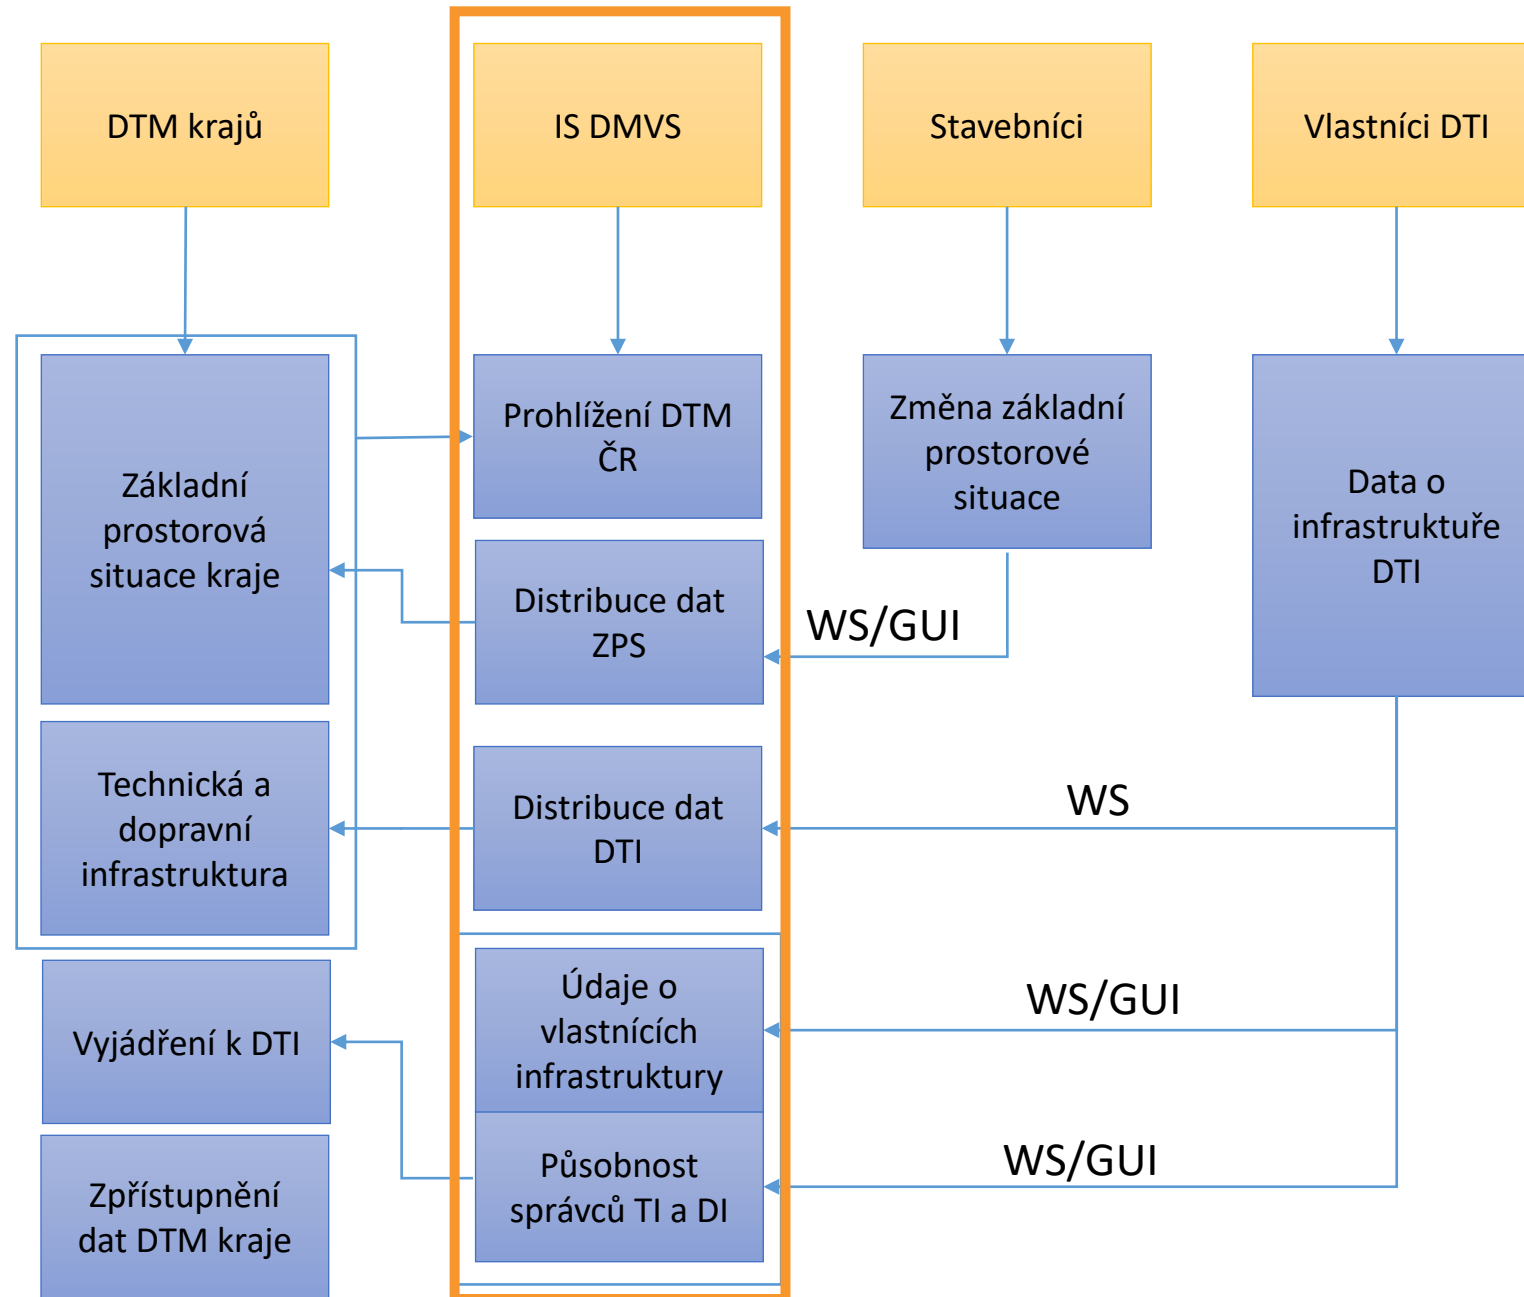 DTM krajů
IS DMVS
Stavebníci
Vlastníci DTI
Základní
prostorová
situace kraje
Prohlížení DTM
ČR
Změna základní
prostorové
situace
Data o
infrastruktuře
DTI
Distribuce dat
ZPS
WS/GUI
Technická a
dopravní
infrastruktura
Distribuce dat
DTI
WS
Vyjádření k DTI
Údaje o
vlastnících
infrastruktury
WS/GUI
Zpřístupnění
dat DTM kraje
Působnost
správců TI a DI
WS/GUI